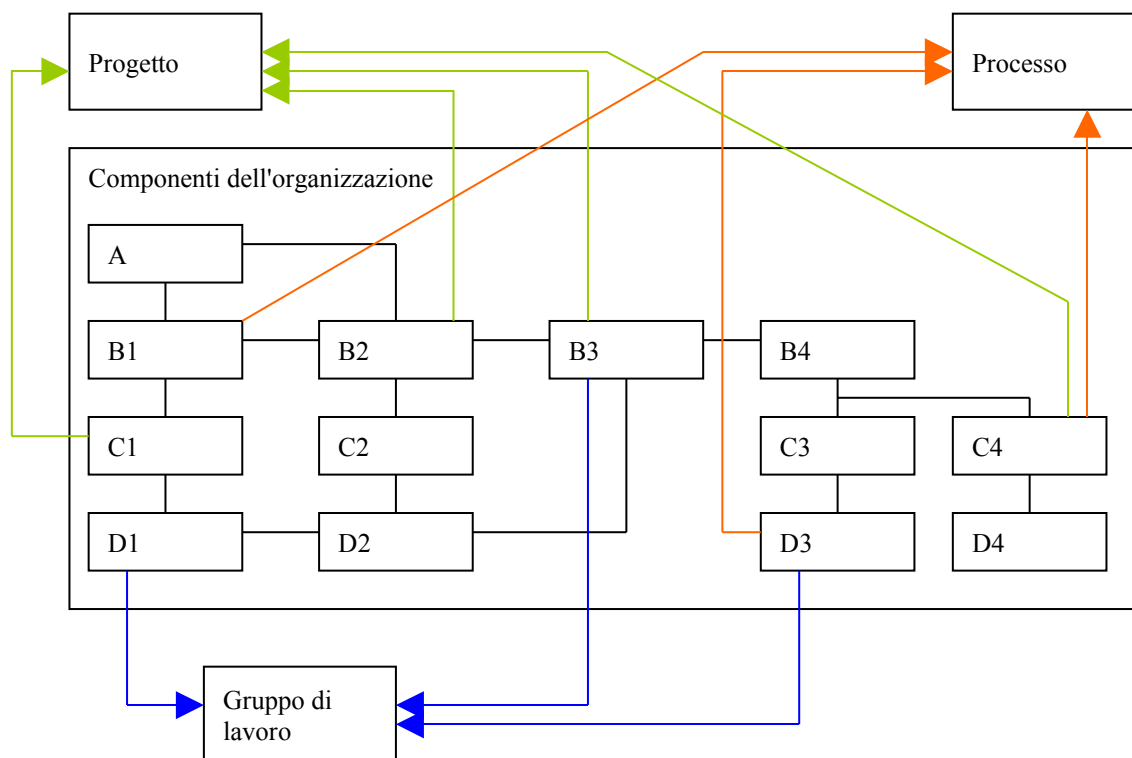 Progetto
Processo
Componenti dell'organizzazione
A
B1
B2
B3
B4
C1
C2
C3
C4
D1
D2
D3
D4
Gruppo di
lavoro